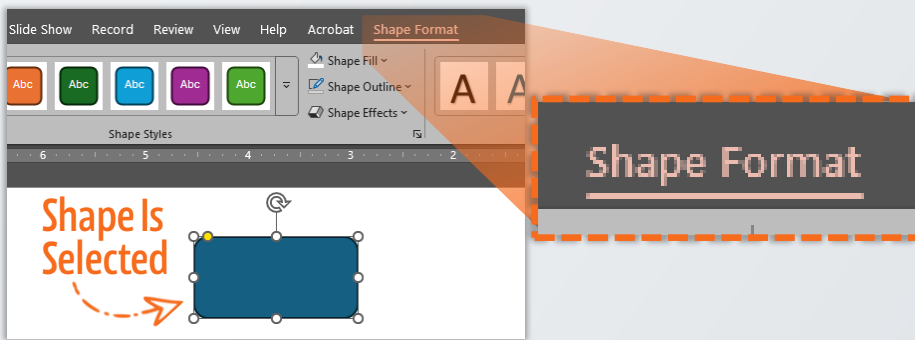 Slide Show Record Review View Help Acrobat Shape Format
Abc Abc Abc Abc Abc
Shape Fill
Shape Outline
Shape Effects
A A
Shape Styles
6 5 4 3 2
Shape Is
Selected
Shape Format